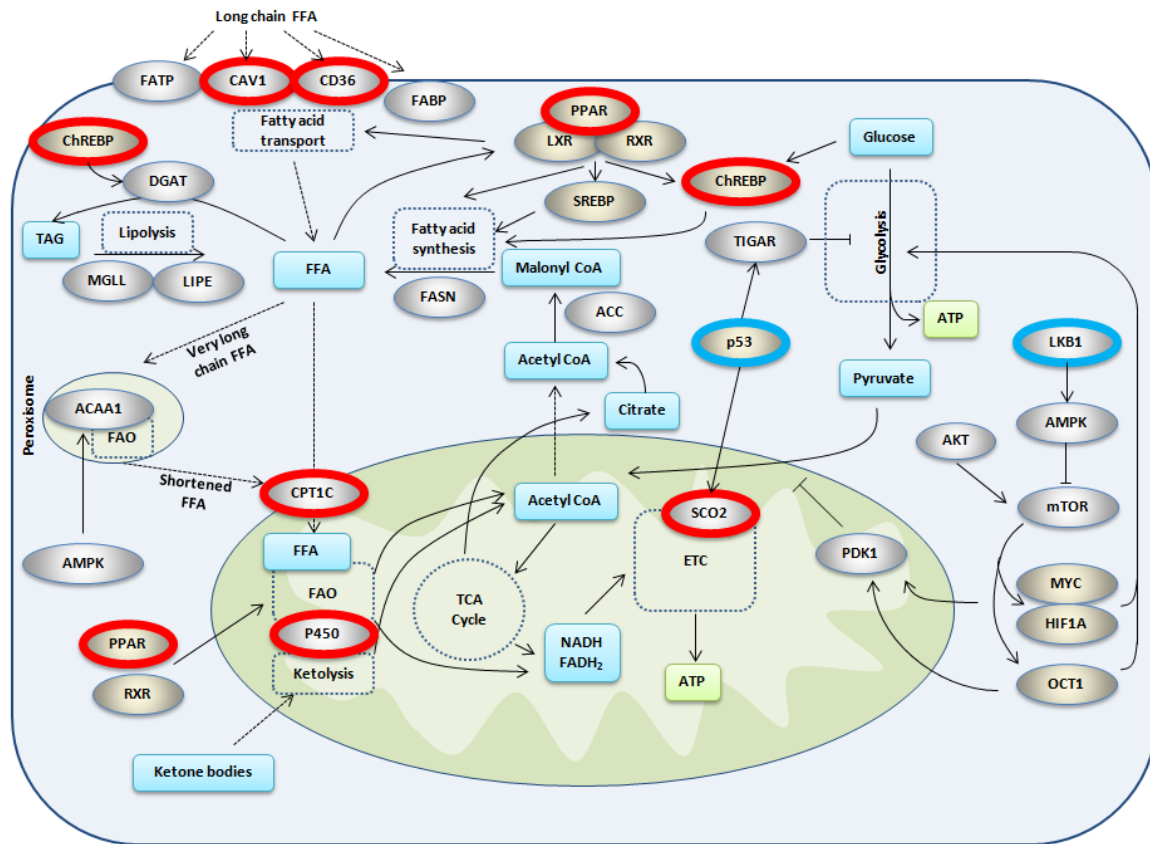 Long chain FFA
FATP
CAV1
CD36
FABP
Fatty acid
transport
ChREBP
DGAT
TAG
Lipolysis
MGLL
LIPE
FFA
PPAR
LXR
RXR
SREBP
ChREBP
Glucose
Fatty acid
synthesis
Malonyl CoA
FASN
ACC
TIGAR
Glycolysis
ATP
p53
LKB1
Acetyl CoA
Citrate
Pyruvate
AMPK
AKT
mTOR
Very long
chain FFA
Peroxisome
ACAA1
FAO
Shortened
FFA
AMPK
CPT1C
FFA
FAO
P450
Ketolysis
PPAR
RXR
Ketone bodies
Acetyl CoA
TCA
Cycle
NADH
FADH₂
SCO2
ETC
ATP
PDK1
MYC
HIF1A
OCT1